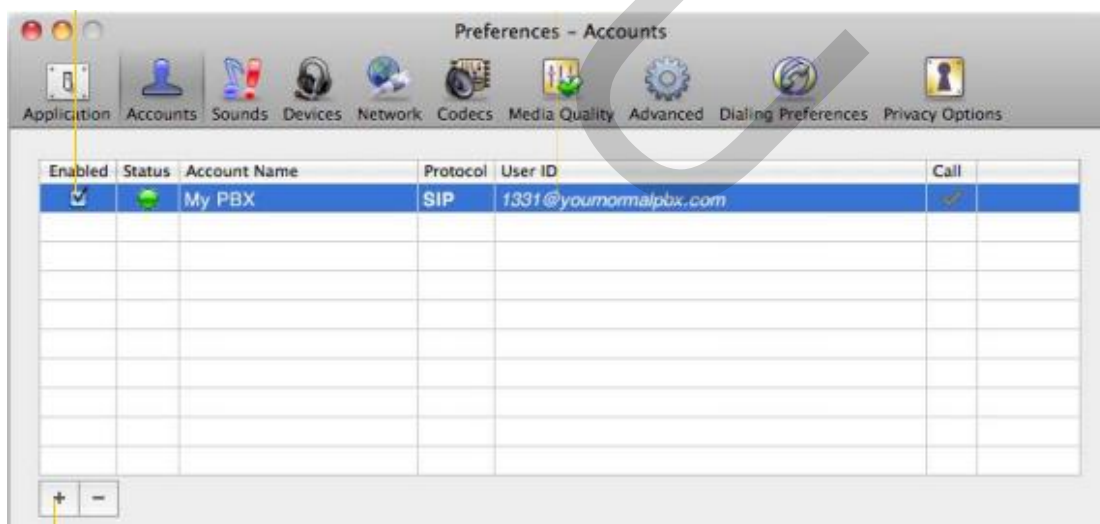 Preferences – Accounts
Application Accounts Sounds Devices Network Codecs Media Quality Advanced Dialing Preferences Privacy Options
Enabled Status Account Name Protocol User ID Call
My PBX SIP 1331@yournormalpbx.com
+ −